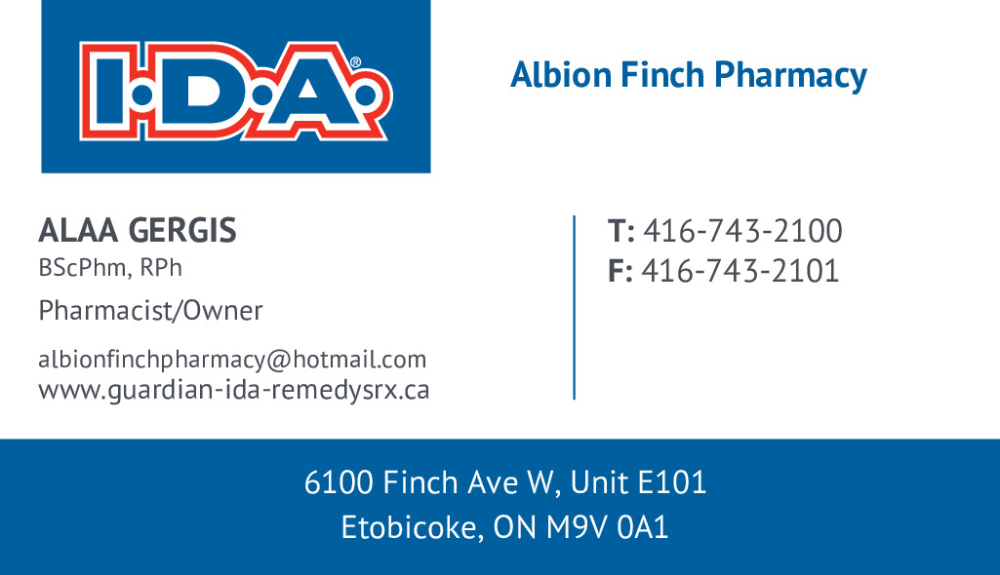 I·D·A·®
Albion Finch Pharmacy
ALAA GERGIS
BScPhm, RPh
Pharmacist/Owner
albionfinchpharmacy@hotmail.com
www.guardian-ida-remedysrx.ca
T: 416-743-2100
F: 416-743-2101
6100 Finch Ave W, Unit E101
Etobicoke, ON M9V 0A1